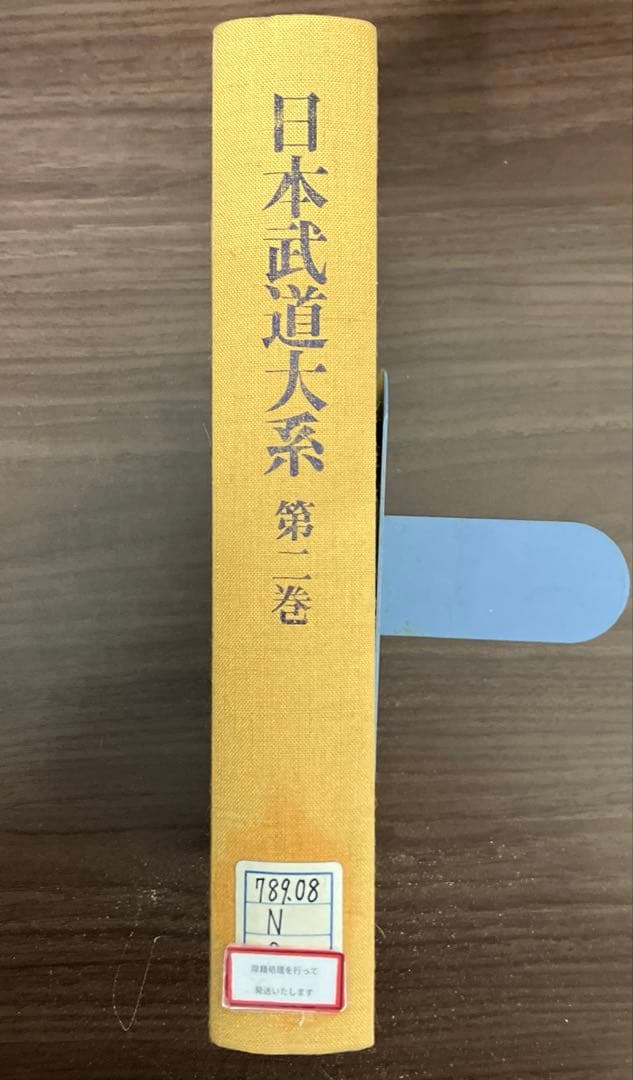 日本武道大系 第二巻
789.08
N
除籍処理を行って
発送いたします